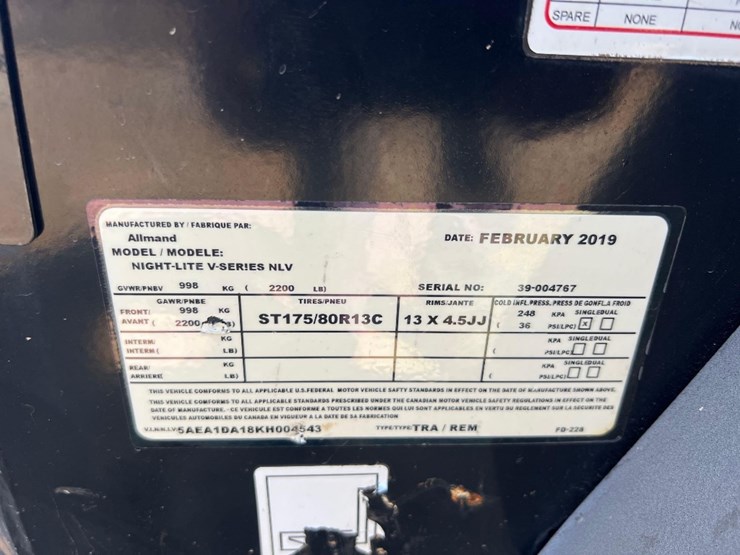 SPARE NONE
MANUFACTURED BY / FABRIQUE PAR:
Allmand
DATE: FEBRUARY 2019
MODEL / MODELE:
NIGHT-LITE V-SERIES NLV
GVWR/PNBV 998 KG ( 2200 LB) SERIAL NO: 39-004767
GAWR/PNBE TIRES/PNEU RIMS/JANTE COLD INFL.PRESS. PRESS DE GONFL.A FROID
FRONT: 998 KG ST175/80R13C 13 X 4.5JJ 248 KPA SINGLE DUAL
AVANT ( 2200 ( 36 PSI/LPC) X
INTERM: KG KPA SINGLE DUAL
INTERM ( LB) ( PSI/LPC)
REAR/ KG KPA SINGLE DUAL
ARRIERE LB) ( PSI/LPC)
THIS VEHICLE CONFORMS TO ALL APPLICABLE U.S.FEDERAL MOTOR VEHICLE SAFTY STANDARDS IN EFFECT ON THE DATE OF MANUFACTURE SHOWN ABOVE.
THIS VEHICLE CONFORMS TO ALL APPLICABLE STANDARDS PRESCRIBED UNDER THE CANADIAN MOTOR VEHICLE SAFETY REGULATIONS IN EFFECT ON THE
DATE OF MANUFACTURE. - CE VEHICULE EST CONFORME A TOUTES LES NORMES QUI LUI SONT APPLICABLES EN VERTU DU REGLEMENT SUR LA SECURITE DES
VEHICULES AUTOMOBILES DU CANADA EN VIGUEUR A LA DATE DE SA FABRICATION
V.I.N./N.I.V: 5AEA1DA18KH004543 TYPE/TYPE: TRA / REM FD-228